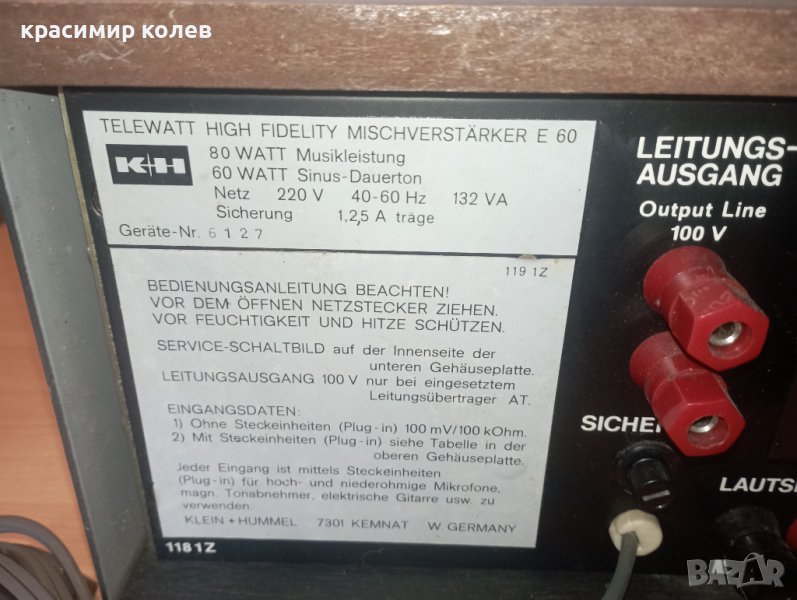 красимир колев
TELEWATT HIGH FIDELITY MISCHVERSTÄRKER E 60
K+H
80 WATT Musikleistung
60 WATT Sinus-Dauerton
Netz 220 V 40-60 Hz 132 VA
Sicherung 1,2,5 A träge
Geräte-Nr. 6127
119 1Z
BEDIENUNGSANLEITUNG BEACHTEN!
VOR DEM ÖFFNEN NETZSTECKER ZIEHEN.
VOR FEUCHTIGKEIT UND HITZE SCHÜTZEN.
SERVICE-SCHALTBILD auf der Innenseite der
unteren Gehäuseplatte.
LEITUNGSAUSGANG 100 V nur bei eingesetztem
Leitungsübertrager AT.
EINGANGSDATEN:
1) Ohne Steckeinheiten (Plug-in) 100 mV/100 kOhm.
2) Mit Steckeinheiten (Plug-in) siehe Tabelle in der
oberen Gehäuseplatte.
Jeder Eingang ist mittels Steckeinheiten
(Plug-in) für hoch- und niederohmige Mikrofone,
magn. Tonabnehmer, elektrische Gitarre usw. zu
verwenden.
KLEIN + HUMMEL 7301 KEMNAT W. GERMANY
118 1Z
LEITUNGS-
AUSGANG
Output Line
100 V
SICHE
LAUTS
BAZAR